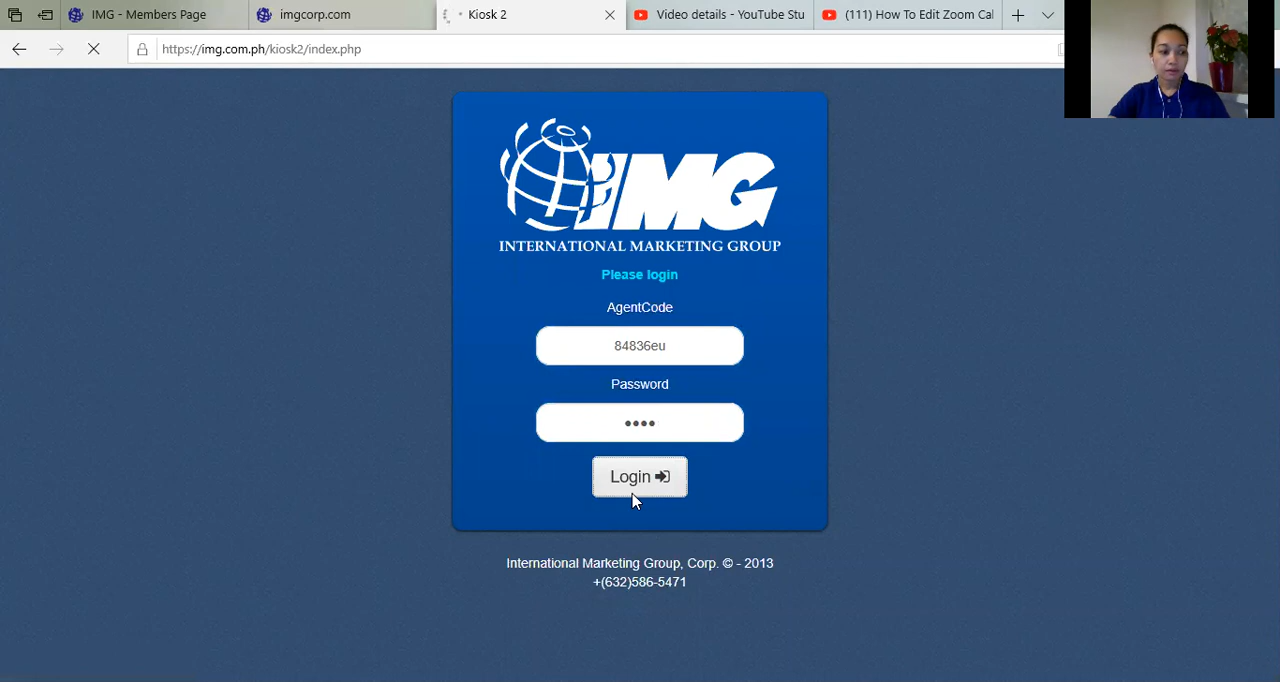 IMG - Members Page
imgcorp.com
Kiosk 2
Video details - YouTube Stu
(111) How To Edit Zoom Cal
https://img.com.ph/kiosk2/index.php
IMG
INTERNATIONAL MARKETING GROUP
Please login
AgentCode
84836eu
Password
••••
Login
International Marketing Group, Corp. © - 2013
+(632)586-5471